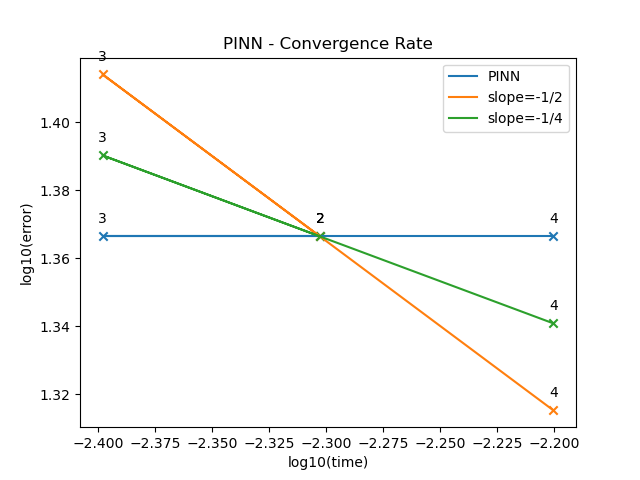 PINN - Convergence Rate
3
3
3
2
4
4
4
PINN
slope=-1/2
slope=-1/4
log10(error)
1.40
1.38
1.36
1.34
1.32
−2.400 −2.375 −2.350 −2.325 −2.300 −2.275 −2.250 −2.225 −2.200
log10(time)